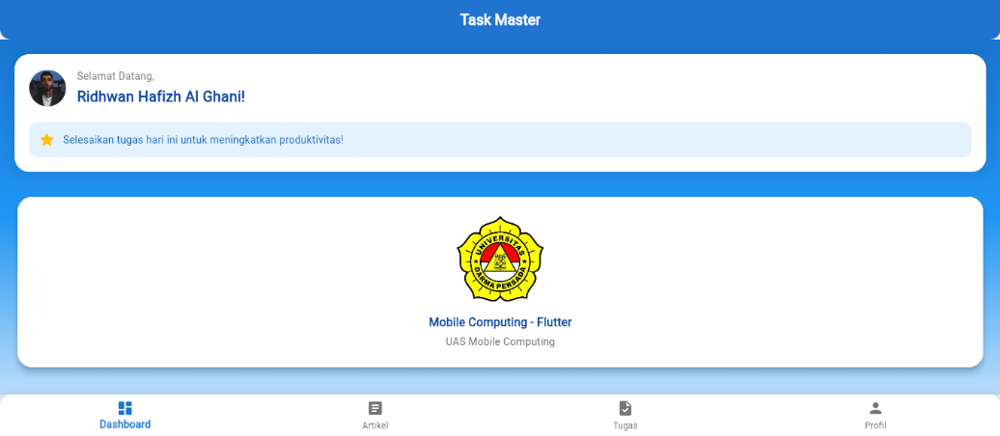 Task Master
Selamat Datang,
Ridhwan Hafizh Al Ghani!
Selesaikan tugas hari ini untuk meningkatkan produktivitas!
UNIVERSITAS
DARMA PERSADA
Mobile Computing - Flutter
UAS Mobile Computing
Dashboard
Artikel
Tugas
Profil